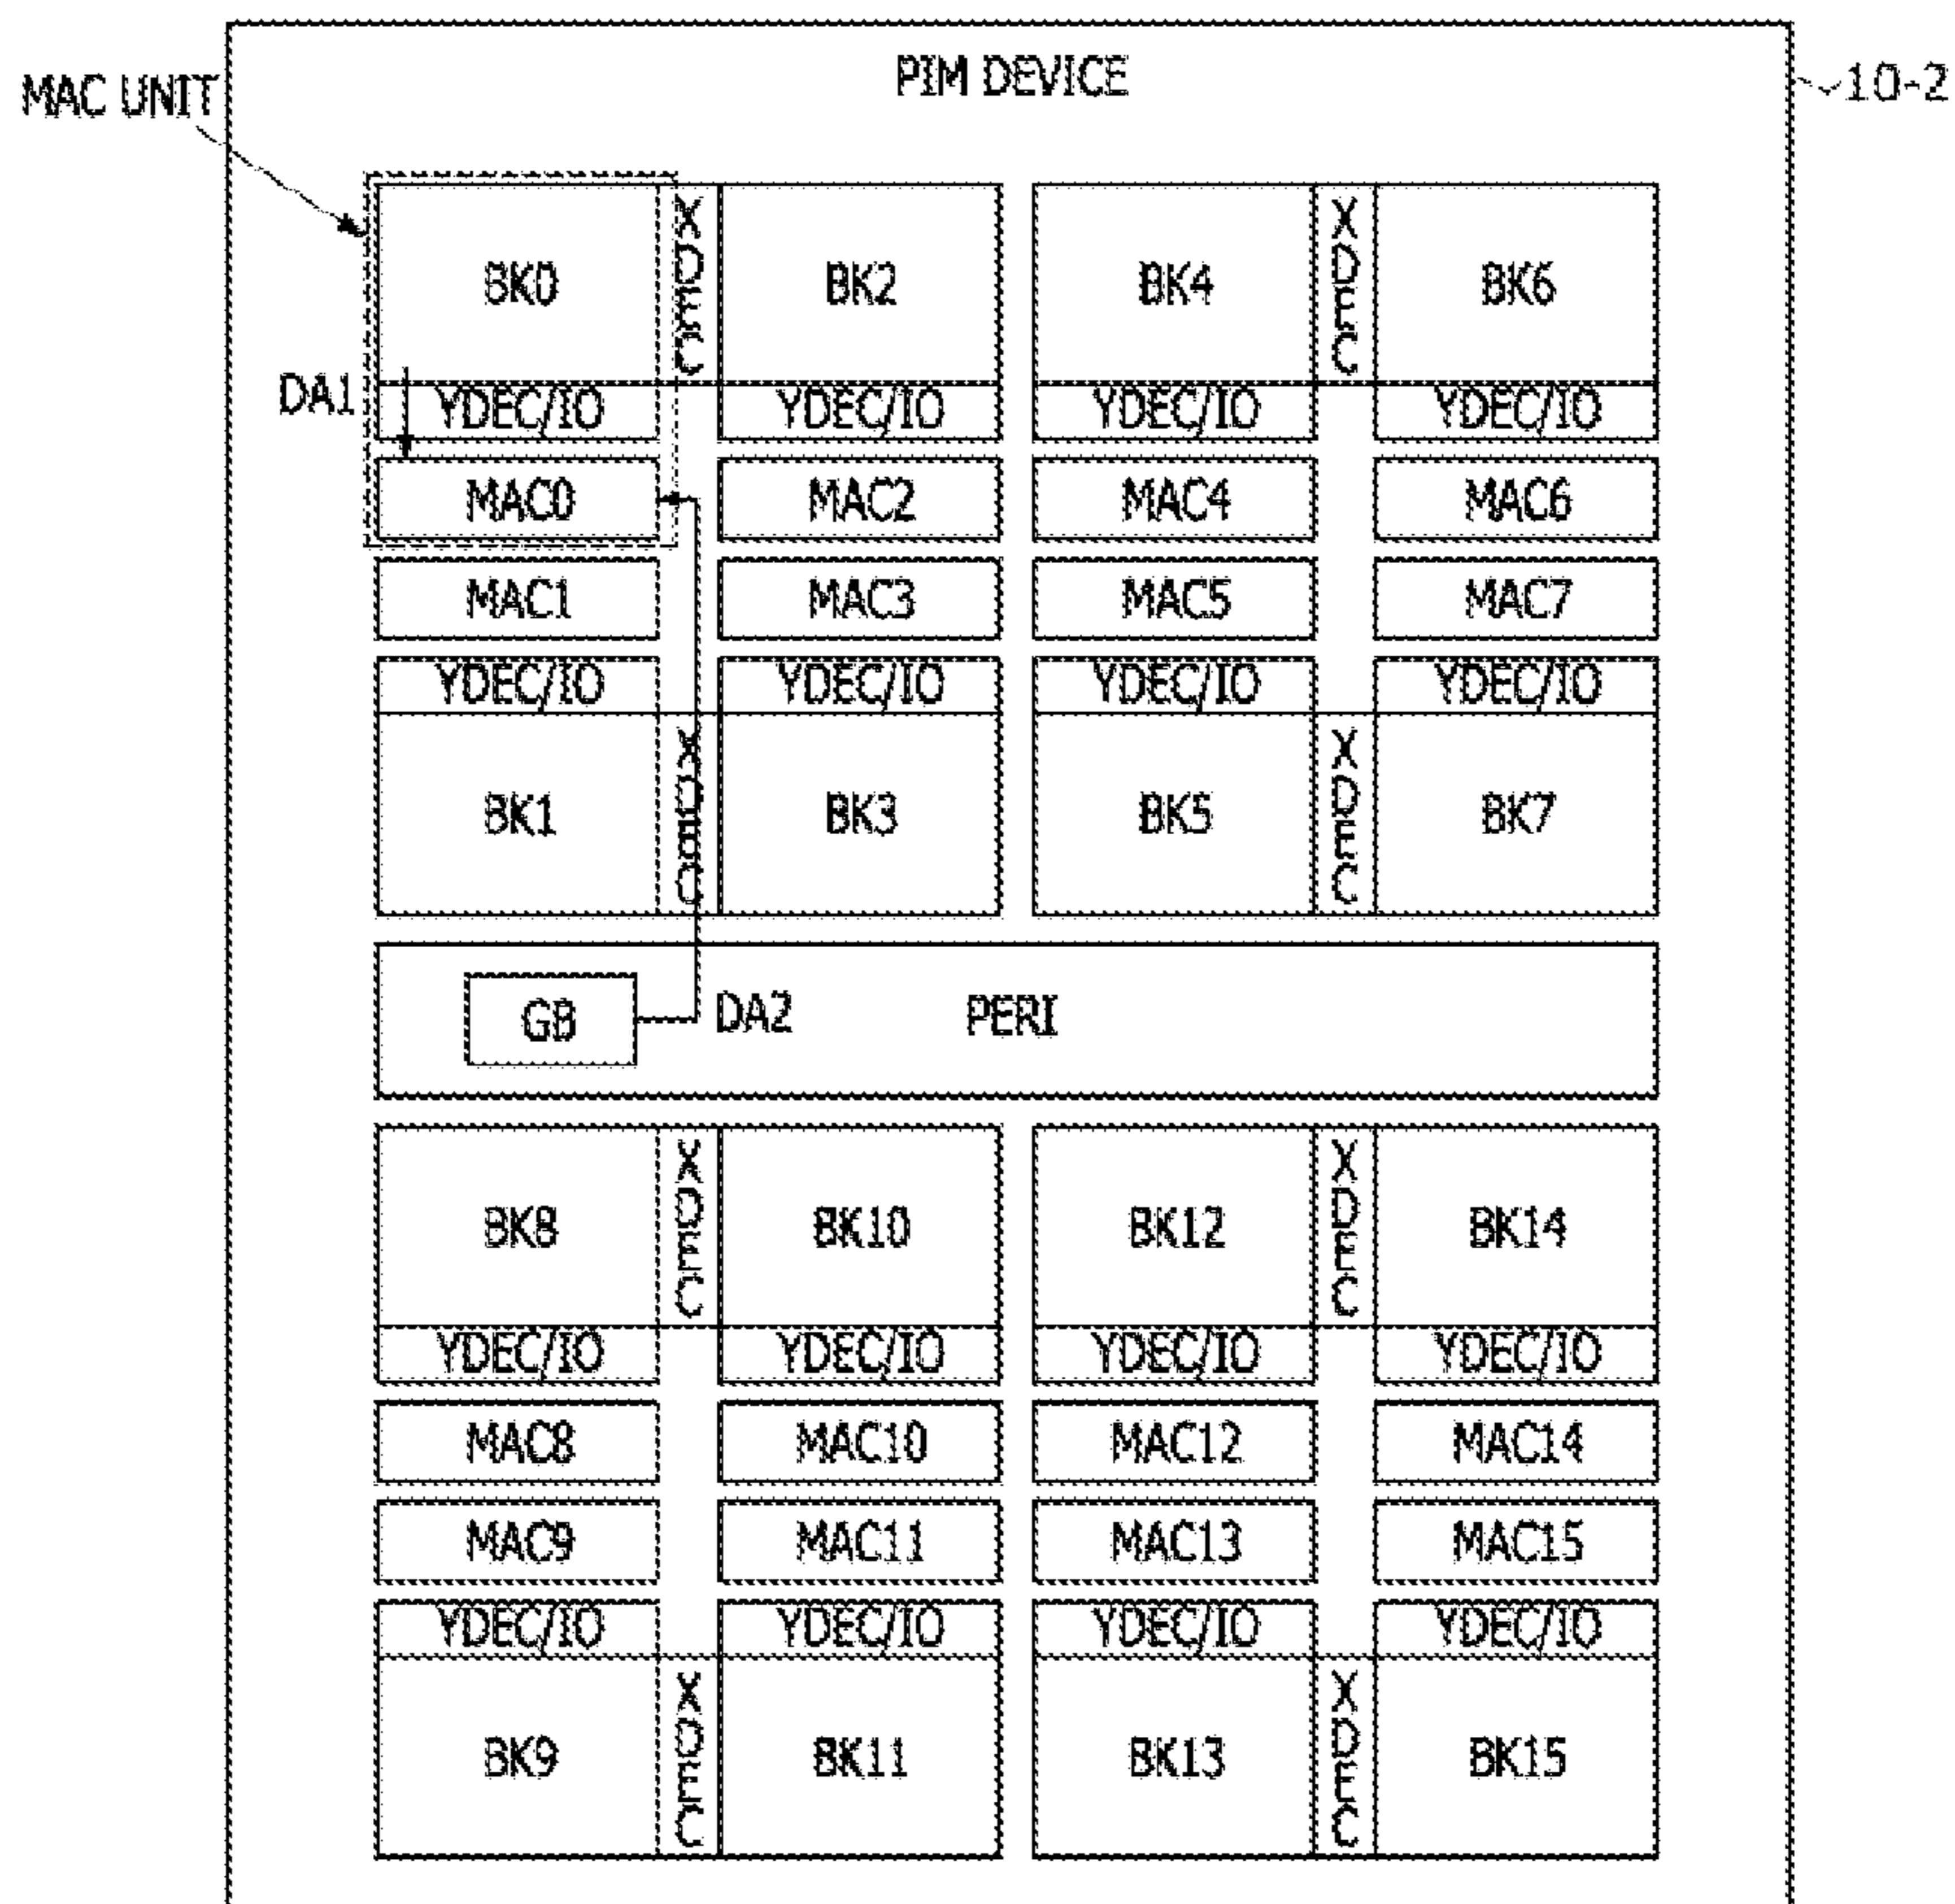 PIM DEVICE
10-2
MAC UNIT
BK0 XDEC BK2 BK4 XDEC BK6
DA1
YDEC/IO YDEC/IO YDEC/IO YDEC/IO
MAC0 MAC2 MAC4 MAC6
MAC1 MAC3 MAC5 MAC7
YDEC/IO YDEC/IO YDEC/IO YDEC/IO
BK1 XDEC BK3 BK5 XDEC BK7
GB DA2 PERI
BK8 XDEC BK10 BK12 XDEC BK14
YDEC/IO YDEC/IO YDEC/IO YDEC/IO
MAC8 MAC10 MAC12 MAC14
MAC9 MAC11 MAC13 MAC15
YDEC/IO YDEC/IO YDEC/IO YDEC/IO
BK9 XDEC BK11 BK13 XDEC BK15